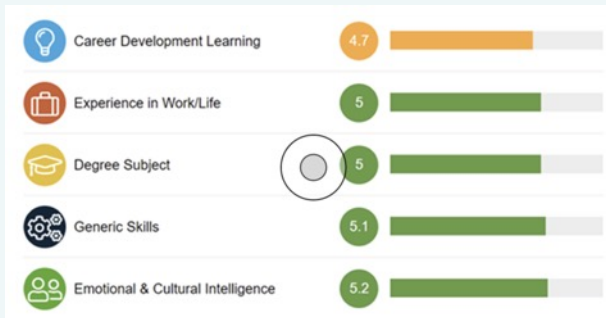 Career Development Learning 4.7
Experience in Work/Life 5
Degree Subject 5
Generic Skills 5.1
Emotional & Cultural Intelligence 5.2